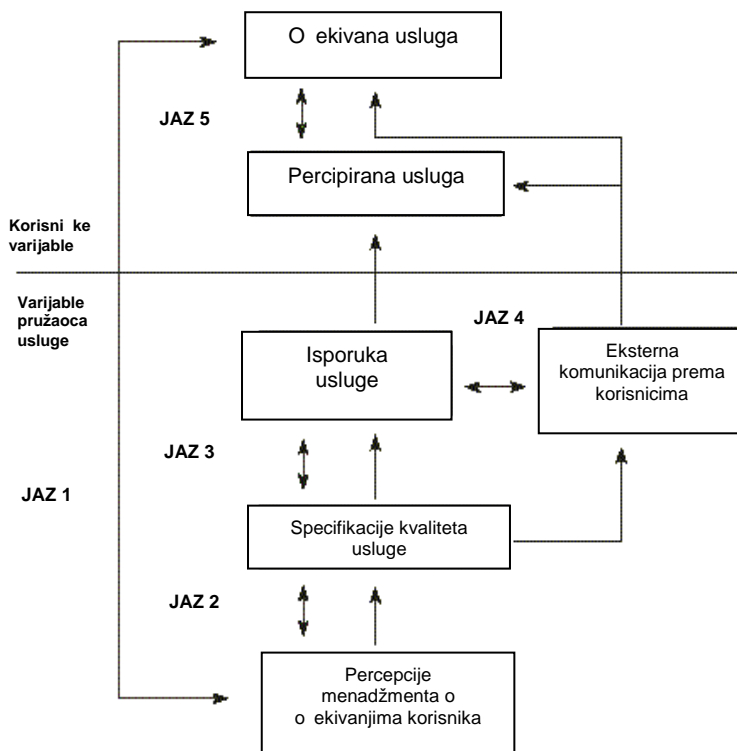 O ekivana usluga
JAZ 5
Percipirana usluga
Korisni ke
varijable
Varijable
pružaoca
usluge
JAZ 4
Isporuka
usluge
Eksterna
komunikacija prema
korisnicima
JAZ 3
JAZ 1
Specifikacije kvaliteta
usluge
JAZ 2
Percepcije
menadžmenta o
o ekivanjima korisnika